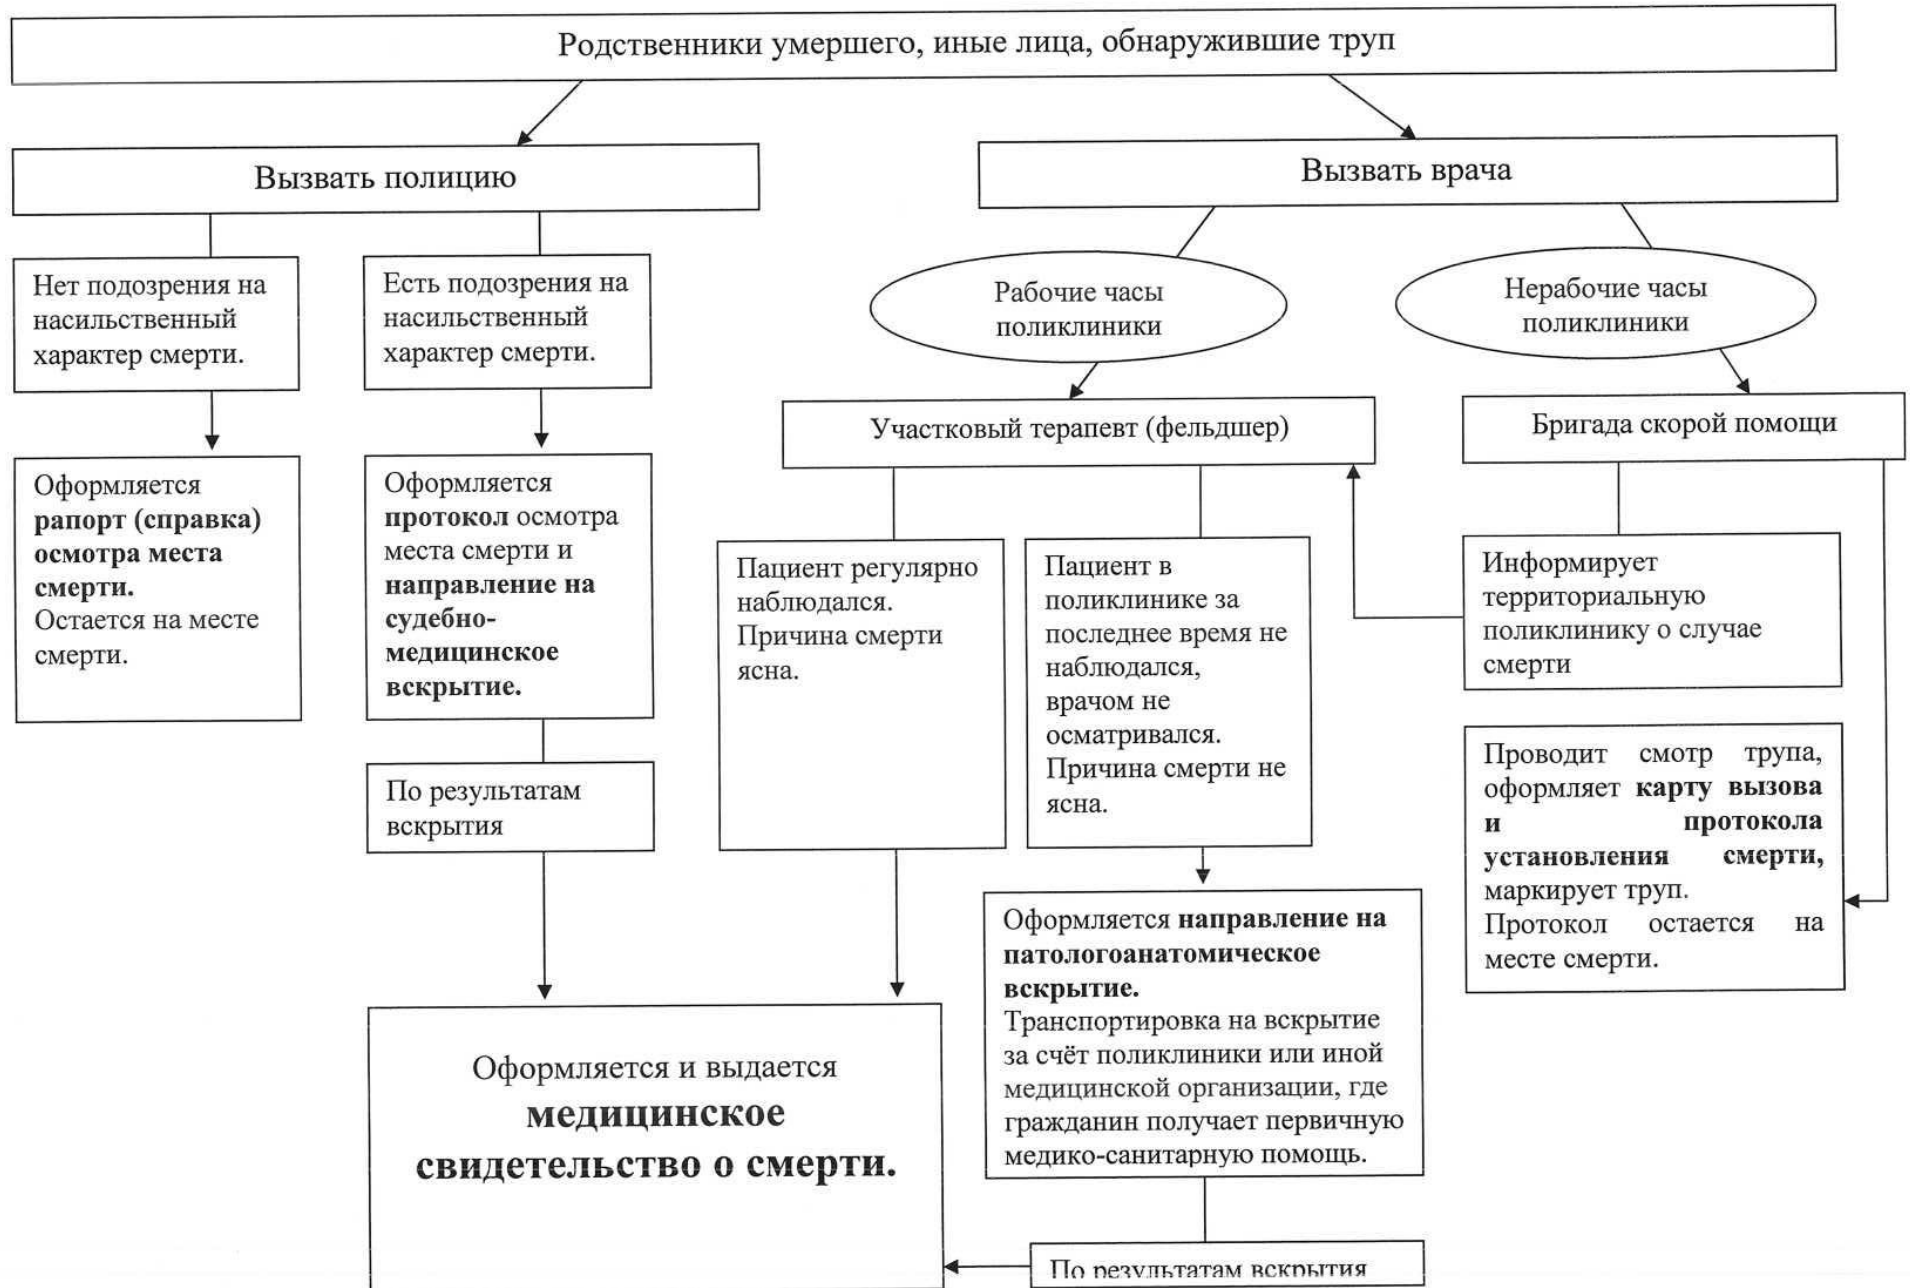 Родственники умершего, иные лица, обнаружившие труп
Вызвать полицию
Вызвать врача
Нет подозрения на
насильственный
характер смерти.
Есть подозрения на
насильственный
характер смерти.
Рабочие часы
поликлиники
Нерабочие часы
поликлиники
Участковый терапевт (фельдшер)
Бригада скорой помощи
Оформляется
рапорт (справка)
осмотра места
смерти.
Остается на месте
смерти.
Оформляется
протокол осмотра
места смерти и
направление на
судебно-
медицинское
вскрытие.
Пациент регулярно
наблюдался.
Причина смерти
ясна.
Пациент в
поликлинике за
последнее время не
наблюдался,
врачом не
осматривался.
Причина смерти не
ясна.
Информирует
территориальную
поликлинику о случае
смерти
Проводит смотр трупа,
оформляет карту вызова
и протокола
установления смерти,
маркирует труп.
Протокол остается на
месте смерти.
По результатам
вскрытия
Оформляется направление на
патологоанатомическое
вскрытие.
Транспортировка на вскрытие
за счёт поликлиники или иной
медицинской организации, где
гражданин получает первичную
медико-санитарную помощь.
Оформляется и выдается
медицинское
свидетельство о смерти.
По результатам вскрытия